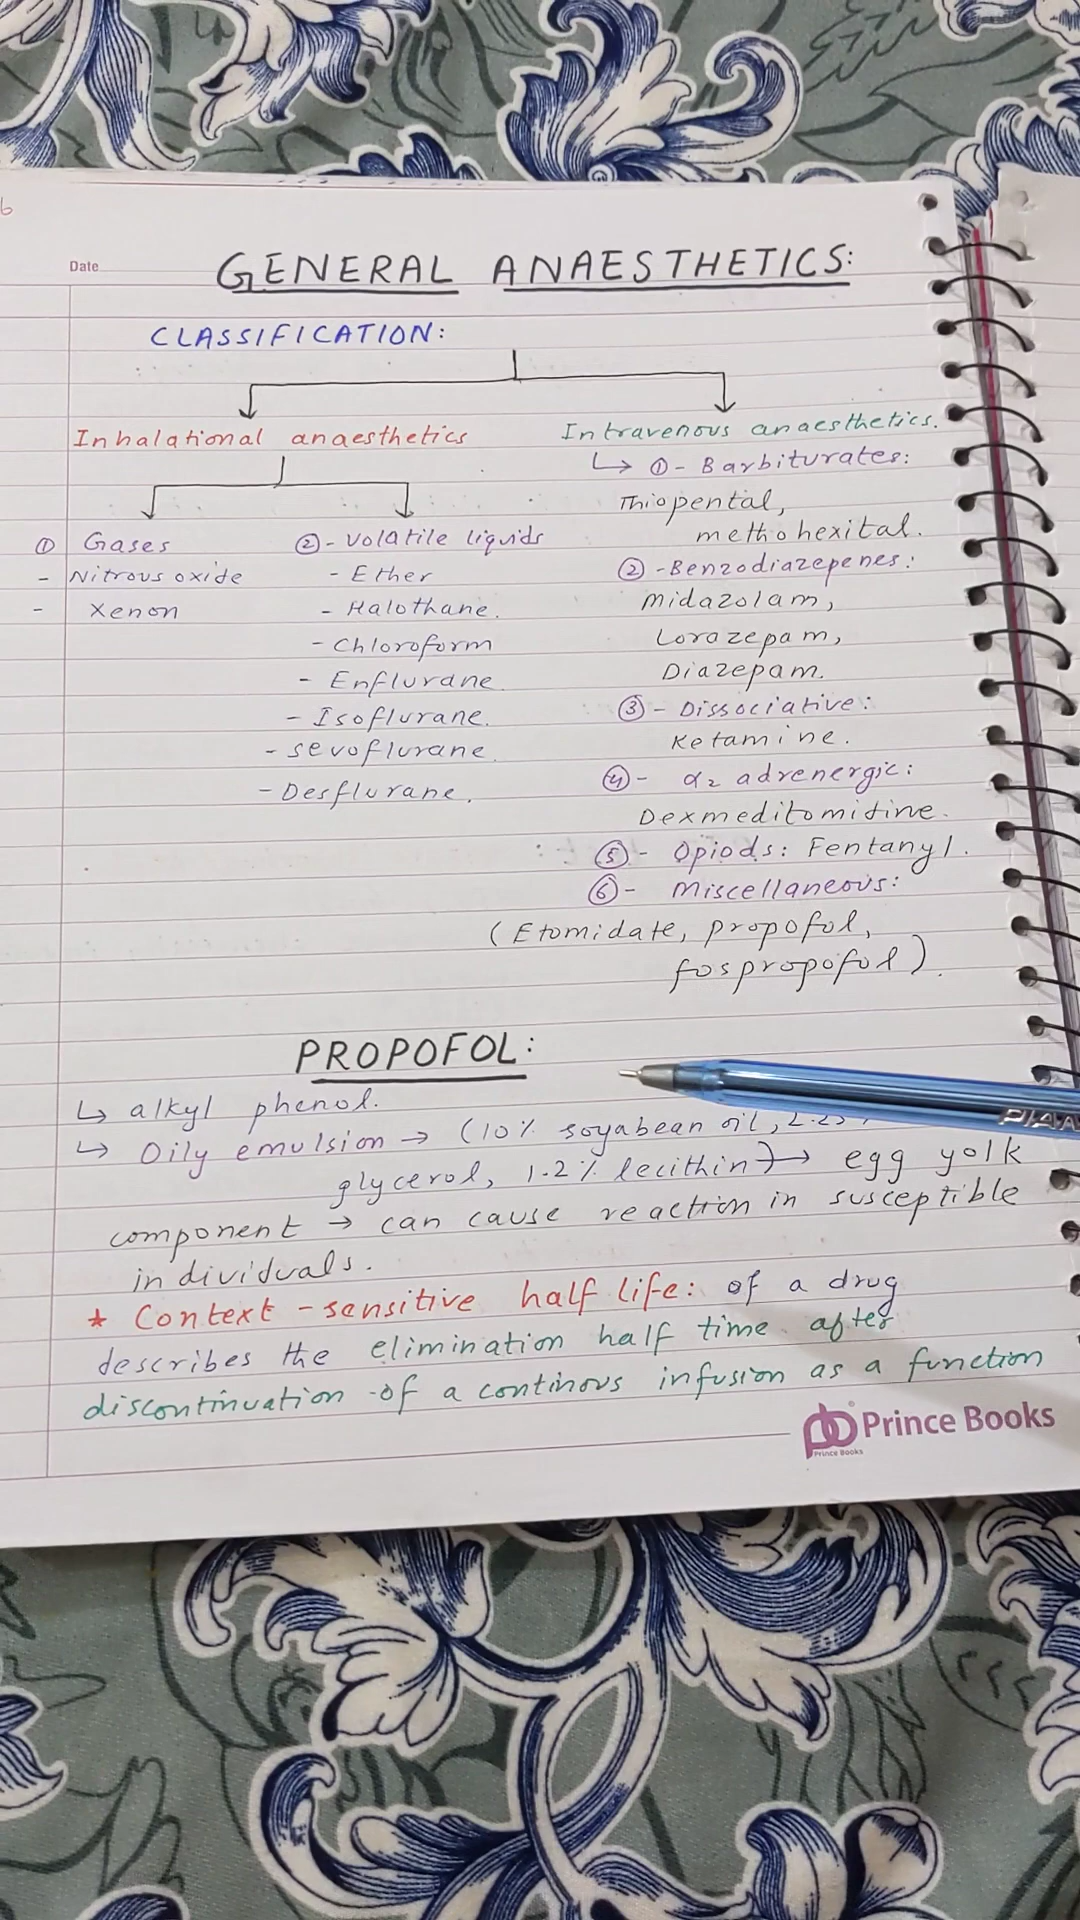 6
Date
GENERAL ANAESTHETICS:
CLASSIFICATION:
Inhalational anaesthetics
① Gases
- Nitrous oxide
- Xenon
②- Volatile liquids
- Ether
- Halothane.
- Chloroform
- Enflurane.
- Isoflurane.
- sevoflurane.
- Desflurane.
Intravenous anaesthetics.
↳ ①- Barbiturates:
Thiopental,
methohexital.
② -Benzodiazepenes:
Midazolam,
Lorazepam,
Diazepam.
③- Dissociative:
Ketamine.
④- α₂ adrenergic:
Dexmeditomidine.
⑤- Opiods: Fentanyl.
⑥- Miscellaneous:
(Etomidate, propofol,
fospropofol).
PROPOFOL:
↳ alkyl phenol.
↳ Oily emulsion → (10% soyabean oil,
glycerol, 1.2% lecithin) → egg yolk
component → can cause reaction in susceptible
individuals.
* Context-sensitive half life: of a drug
describes the elimination half time after
discontinuation of a continous infusion as a function
PIAN
Prince Books
Prince Books